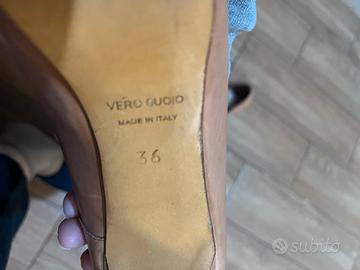 VERO CUOIO
MADE IN ITALY
36
subito